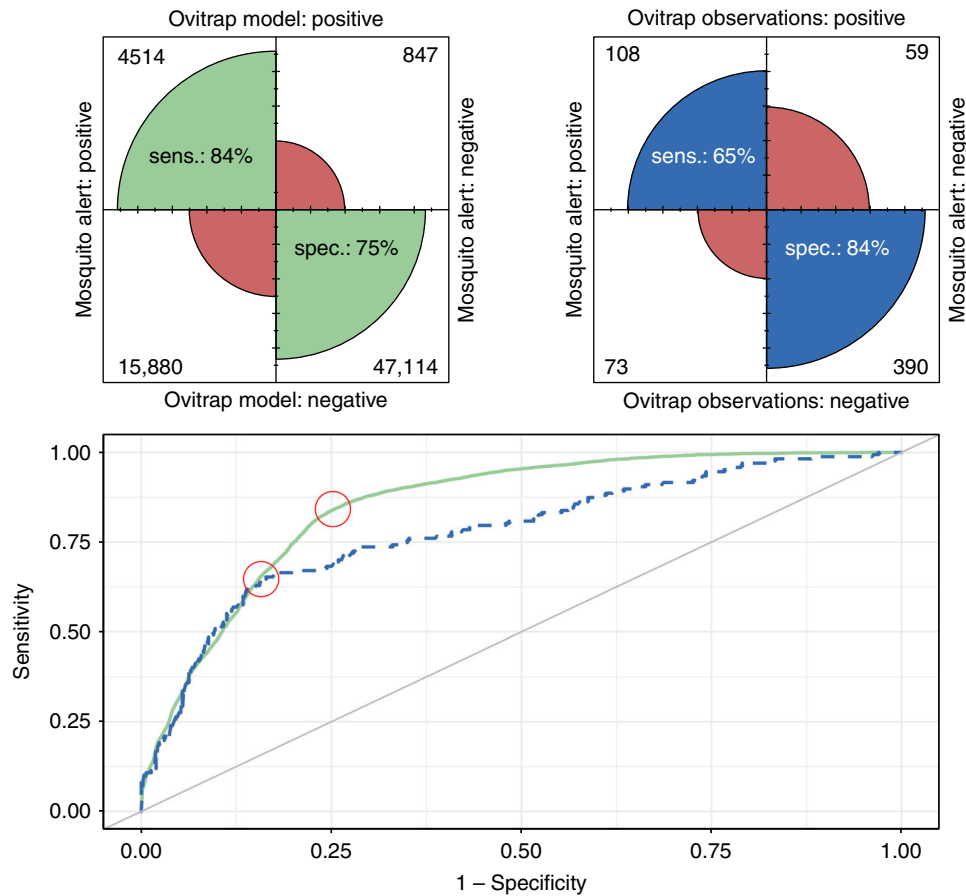 Ovitrap model: positive
Ovitrap observations: positive
4514
847
108
59
Mosquito alert: positive
sens.: 84%
Mosquito alert: negative
Mosquito alert: positive
sens.: 65%
Mosquito alert: negative
spec.: 75%
spec.: 84%
15,880
47,114
73
390
Ovitrap model: negative
Ovitrap observations: negative
1.00
0.75
0.50
0.25
0.00
Sensitivity
0.00
0.25
0.50
0.75
1.00
1 – Specificity